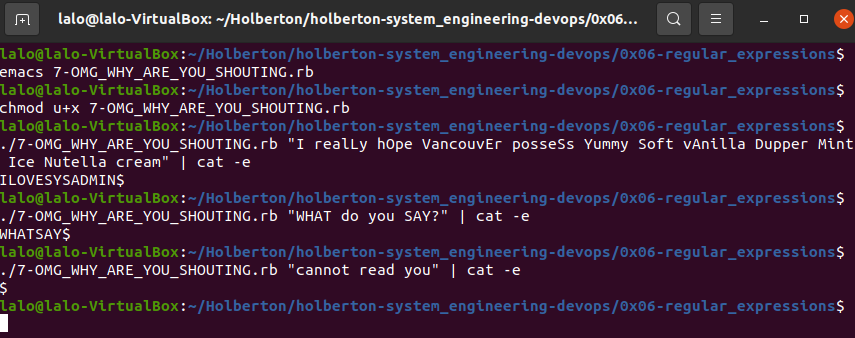 lalo@lalo-VirtualBox: ~/Holberton/holberton-system_engineering-devops/0x06...
lalo@lalo-VirtualBox:~/Holberton/holberton-system_engineering-devops/0x06-regular_expressions$
emacs 7-OMG_WHY_ARE_YOU_SHOUTING.rb
lalo@lalo-VirtualBox:~/Holberton/holberton-system_engineering-devops/0x06-regular_expressions$
chmod u+x 7-OMG_WHY_ARE_YOU_SHOUTING.rb
lalo@lalo-VirtualBox:~/Holberton/holberton-system_engineering-devops/0x06-regular_expressions$
./7-OMG_WHY_ARE_YOU_SHOUTING.rb "I realLy hOpe VancouvEr posseSs Yummy Soft vAnilla Dupper Mint
 Ice Nutella cream" | cat -e
ILOVESYSADMIN$
lalo@lalo-VirtualBox:~/Holberton/holberton-system_engineering-devops/0x06-regular_expressions$
./7-OMG_WHY_ARE_YOU_SHOUTING.rb "WHAT do you SAY?" | cat -e
WHATSAY$
lalo@lalo-VirtualBox:~/Holberton/holberton-system_engineering-devops/0x06-regular_expressions$
./7-OMG_WHY_ARE_YOU_SHOUTING.rb "cannot read you" | cat -e
$
lalo@lalo-VirtualBox:~/Holberton/holberton-system_engineering-devops/0x06-regular_expressions$